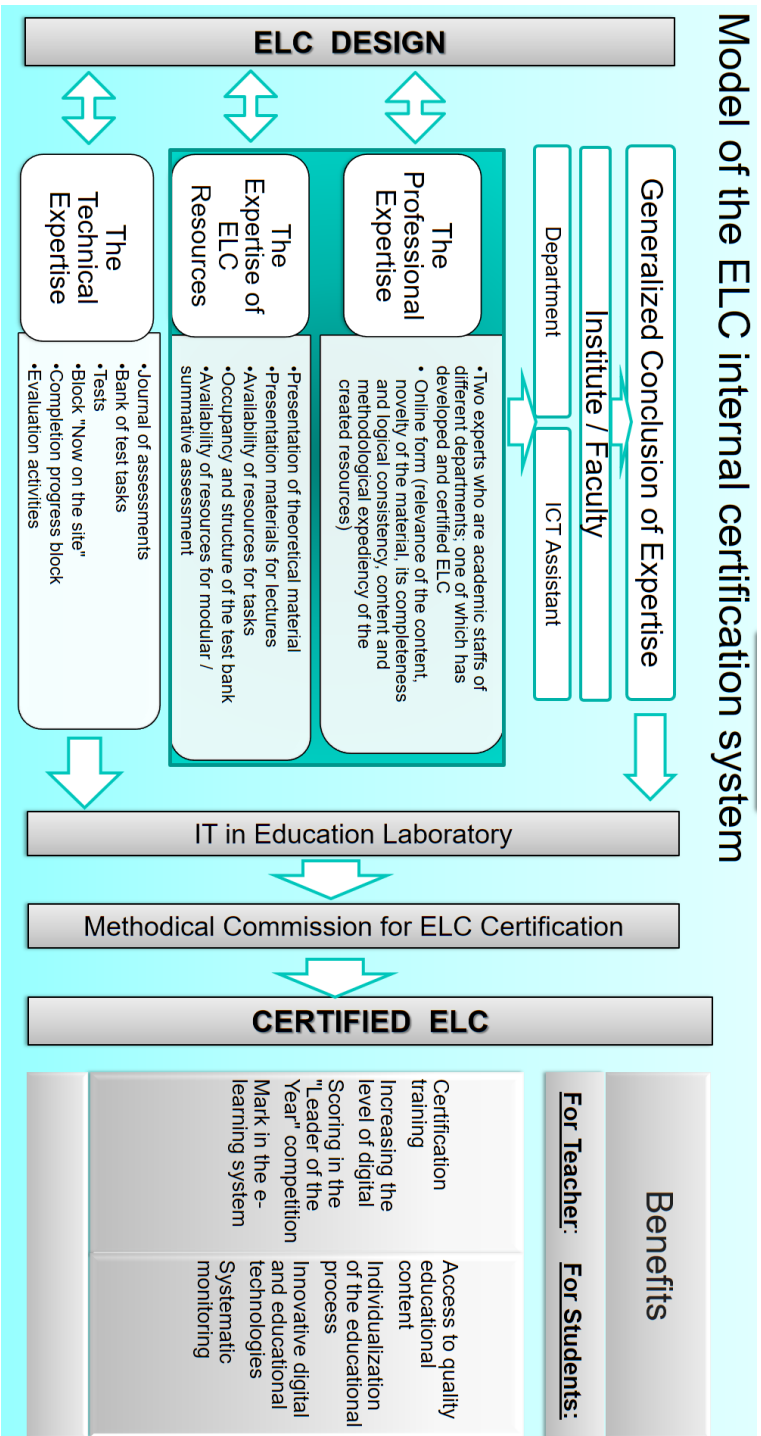 Model of the ELC internal certification system
ELC DESIGN
Generalized Conclusion of Expertise
Institute / Faculty
Department
ICT Assistant
The
Professional
Expertise
•Two experts who are academic staffs of
different departments; one of which has
developed and certified ELC
• Online form (relevance of the content,
novelty of the material, its completeness
and logical consistency, content and
methodological expediency of the
created resources)
The
Expertise of
ELC
Resources
•Presentation of theoretical material
•Presentation materials for lectures
•Availability of resources for tasks
•Occupancy and structure of the test bank
•Availability of resources for modular /
summative assessment
The
Technical
Expertise
•Journal of assessments
•Bank of test tasks
•Tests
•Block "Now on the site"
•Completion progress block
•Evaluation activities
IT in Education Laboratory
Methodical Commission for ELC Certification
CERTIFIED ELC
Benefits
For Teacher:
For Students:
Certification
training
Increasing the
level of digital
Scoring in the
"Leader of the
Year" competition
Mark in the e-
learning system
Access to quality
educational
content
Individualization
of the educational
process
Innovative digital
and educational
technologies
Systematic
monitoring